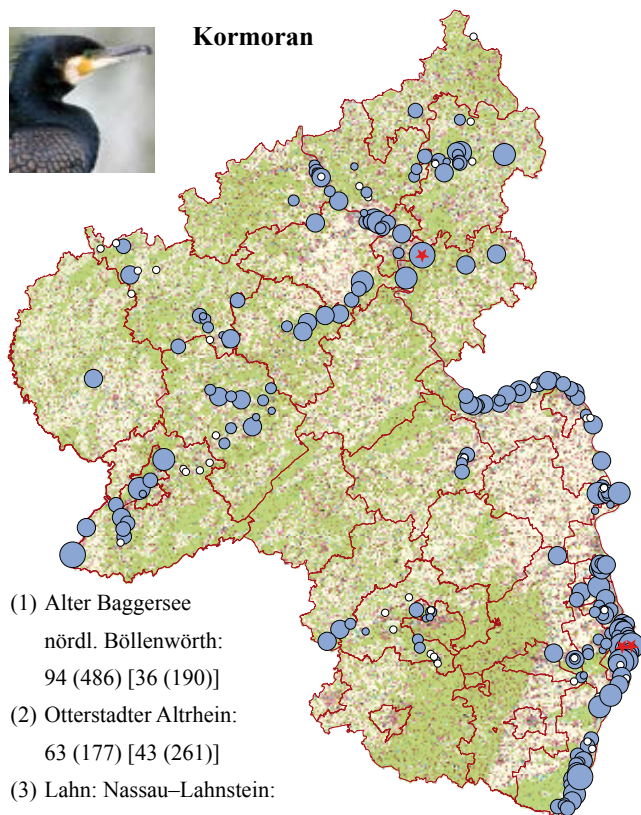 Kormoran
(1) Alter Baggersee
nördl. Böllenwörth:
94 (486) [36 (190)]
(2) Otterstadter Altrhein:
63 (177) [43 (261)]
(3) Lahn: Nassau–Lahnstein: